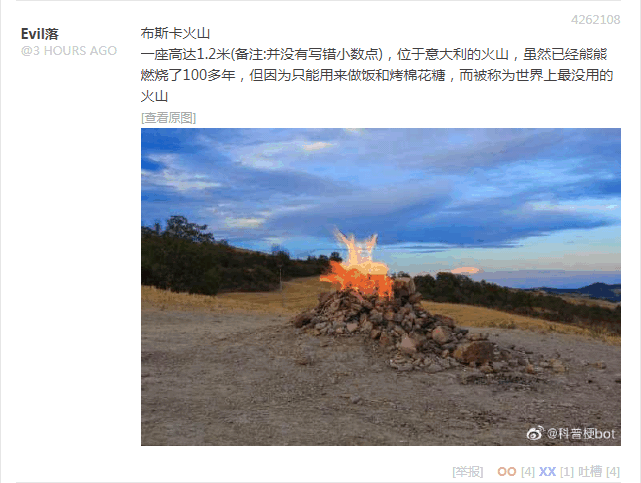 4262108
Evil落
@3 HOURS AGO
布斯卡火山
一座高达1.2米(备注:并没有写错小数点)，位于意大利的火山，虽然已经熊熊
燃烧了100多年，但因为只能用来做饭和烤棉花糖，而被称为世界上最没用的
火山
[查看原图]
@科普梗bot
[举报] OO [4] XX [1] 吐槽 [4]